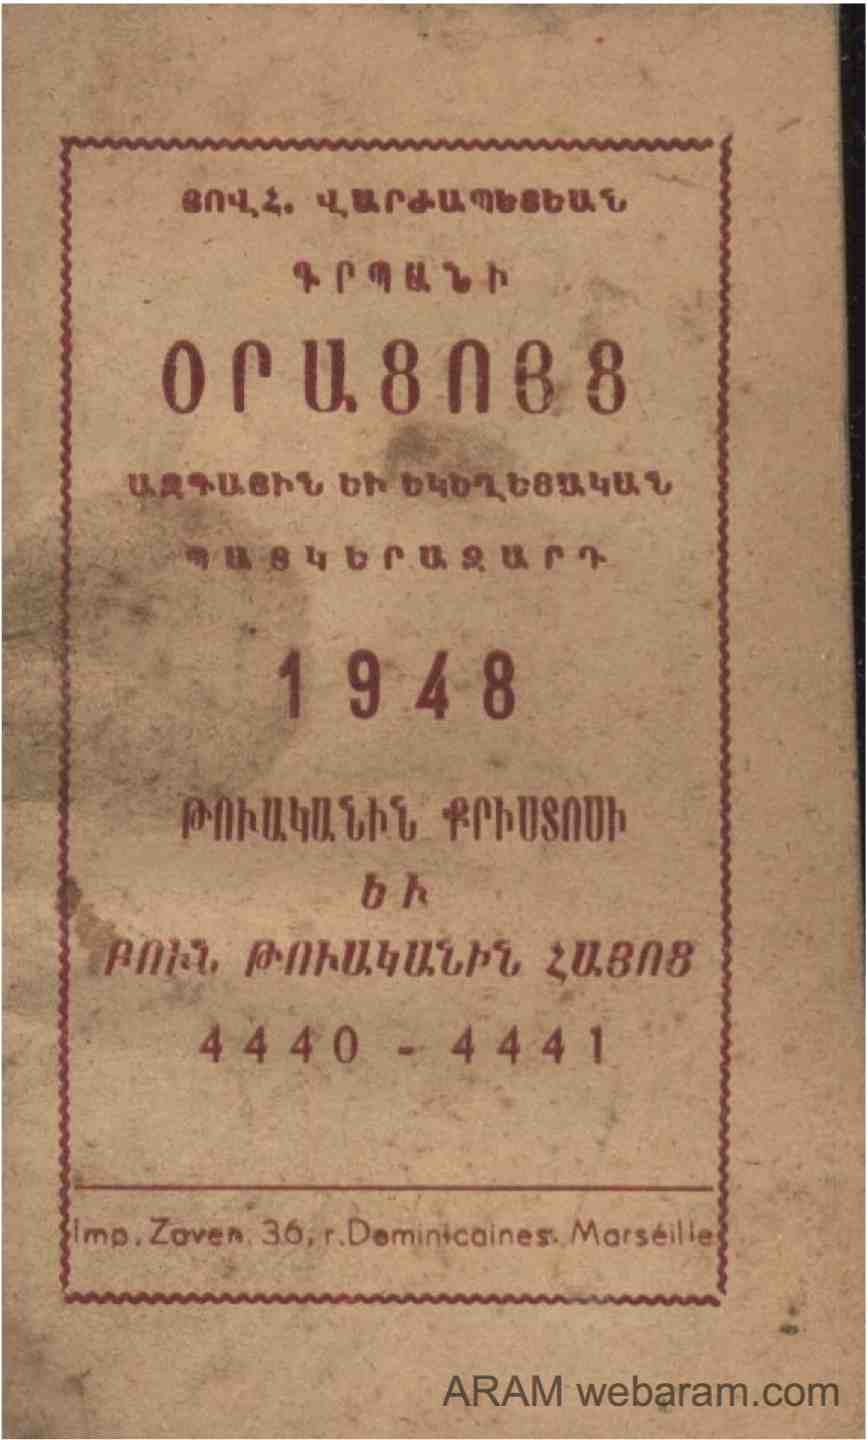 ՅՈՎՀ. ՎԱՐԺԱՊԵՏԵԱՆ
ԳՐՊԱՆԻ
ՕՐԱՑՈՅՑ
ԱԶԳԱՅԻՆ ԵՒ ԵԿԵՂԵՑԱԿԱՆ
ՊԱՏԿԵՐԱԶԱՐԴ
1948
ԹՈՒԱԿԱՆԻՆ ՔՐԻՍՏՈՍԻ
ԵՒ
ԲՈՒՆ ԹՈՒԱԿԱՆԻՆ ՀԱՅՈՑ
4440 - 4441
Imp. Zaven. 36, r. Dominicaines. Marséille
ARAM webaram.com